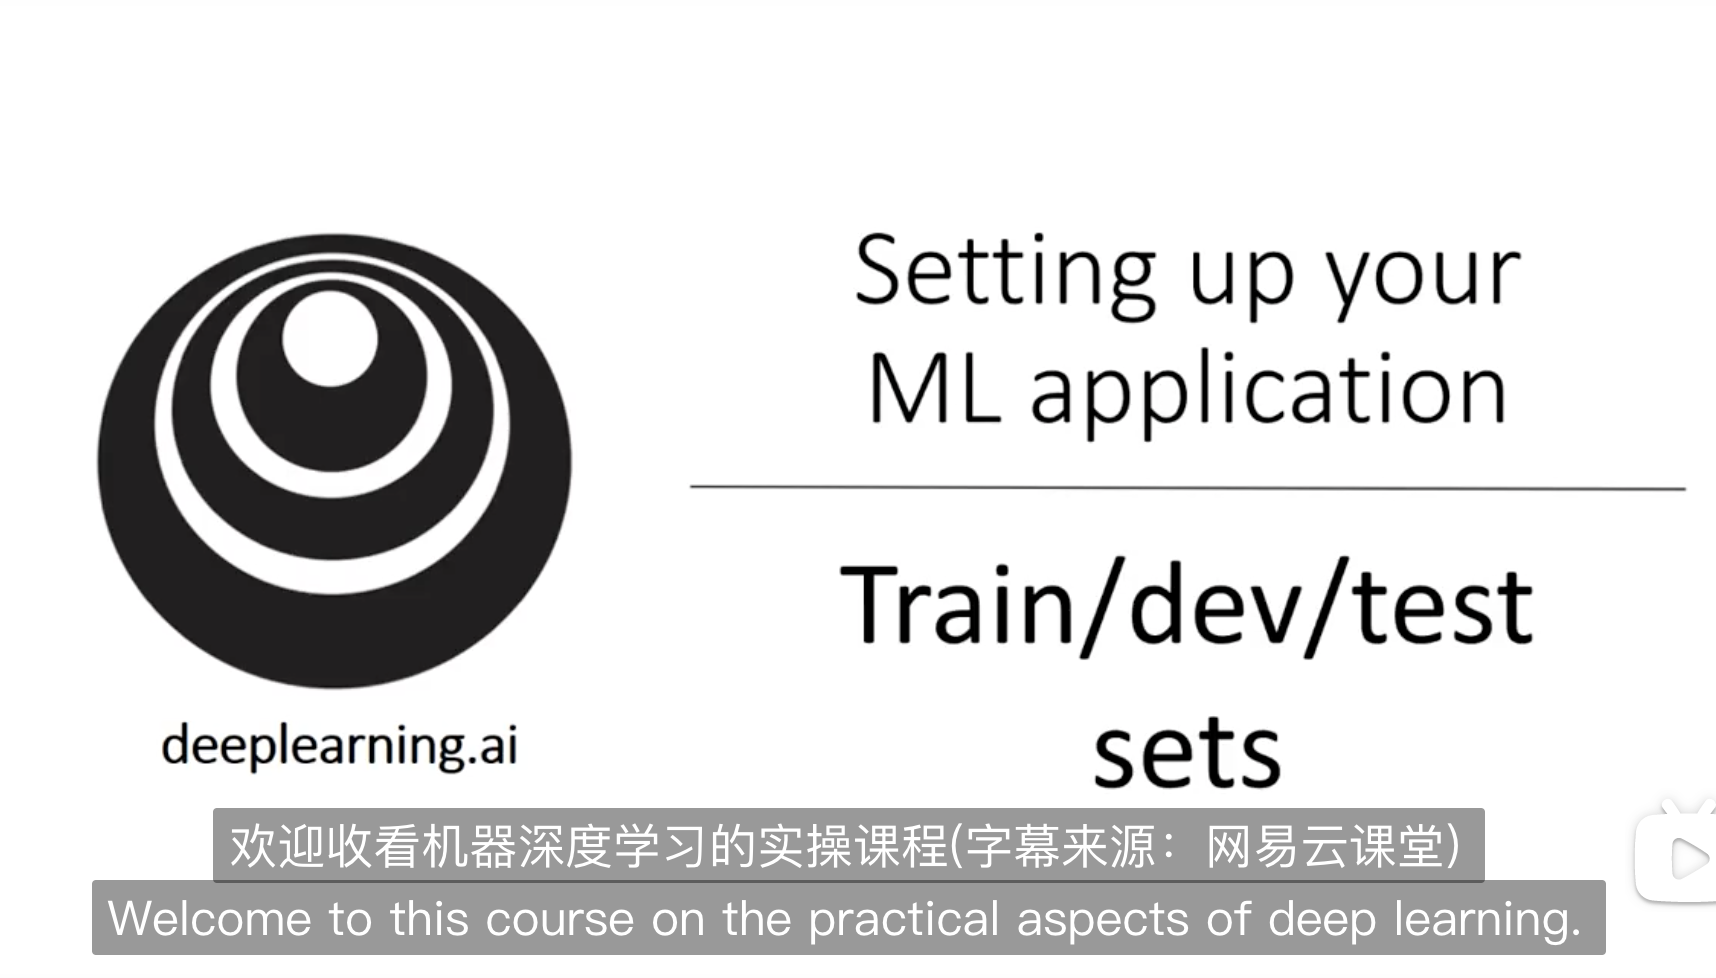 Setting up your
ML application
Train/dev/test
sets
deeplearning.ai
欢迎收看机器深度学习的实操课程(字幕来源：网易云课堂)
Welcome to this course on the practical aspects of deep learning.